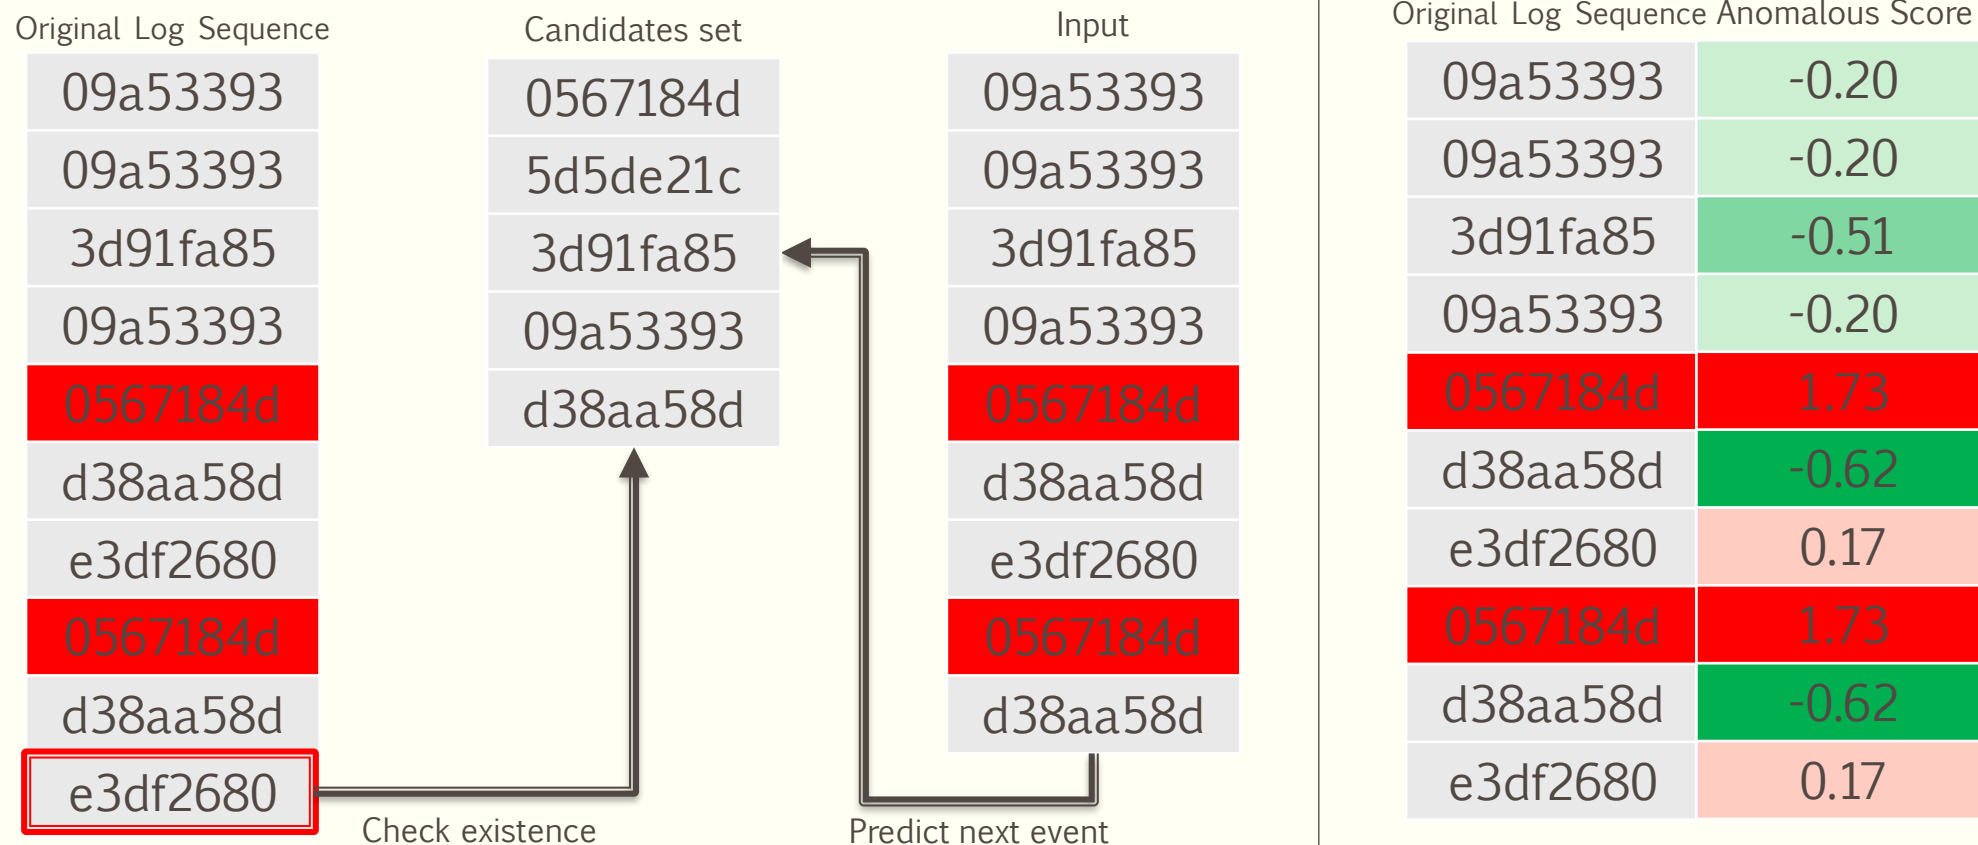 Original Log Sequence
09a53393
09a53393
3d91fa85
09a53393
0567184d
d38aa58d
e3df2680
0567184d
d38aa58d
e3df2680
Check existence
Candidates set
0567184d
5d5de21c
3d91fa85
09a53393
d38aa58d
Input
09a53393
09a53393
3d91fa85
09a53393
0567184d
d38aa58d
e3df2680
0567184d
d38aa58d
Predict next event
Original Log Sequence Anomalous Score
09a53393 -0.20
09a53393 -0.20
3d91fa85 -0.51
09a53393 -0.20
0567184d 1.73
d38aa58d -0.62
e3df2680 0.17
0567184d 1.73
d38aa58d -0.62
e3df2680 0.17